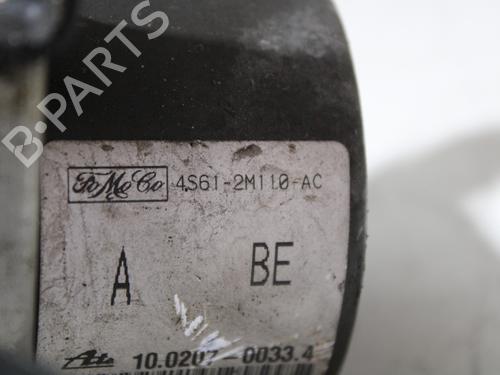 B-PARTS
FoMoCo 4S61-2M110-AC
A BE
Ate 10.0207-0033.4